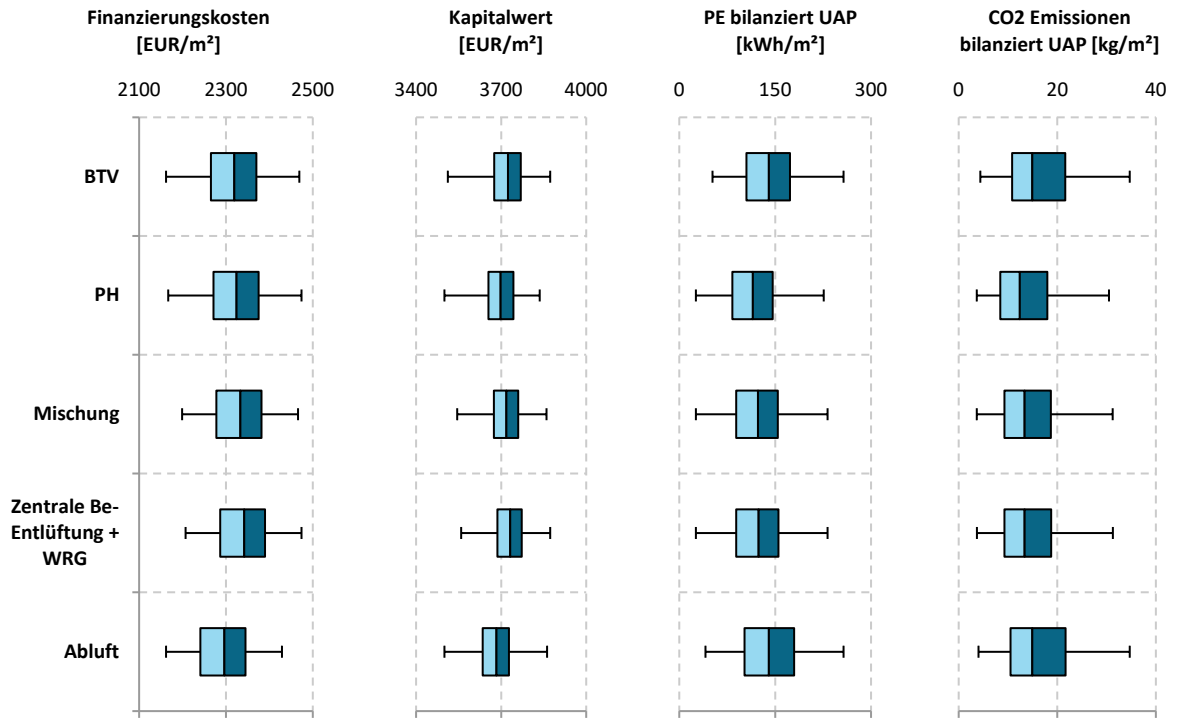 Finanzierungskosten
[EUR/m²]
Kapitalwert
[EUR/m²]
PE bilanziert UAP
[kWh/m²]
CO2 Emissionen
bilanziert UAP [kg/m²]
2100 2300 2500
3400 3700 4000
0 150 300
0 20 40
BTV
PH
Mischung
Zentrale Be-
Entlüftung +
WRG
Abluft